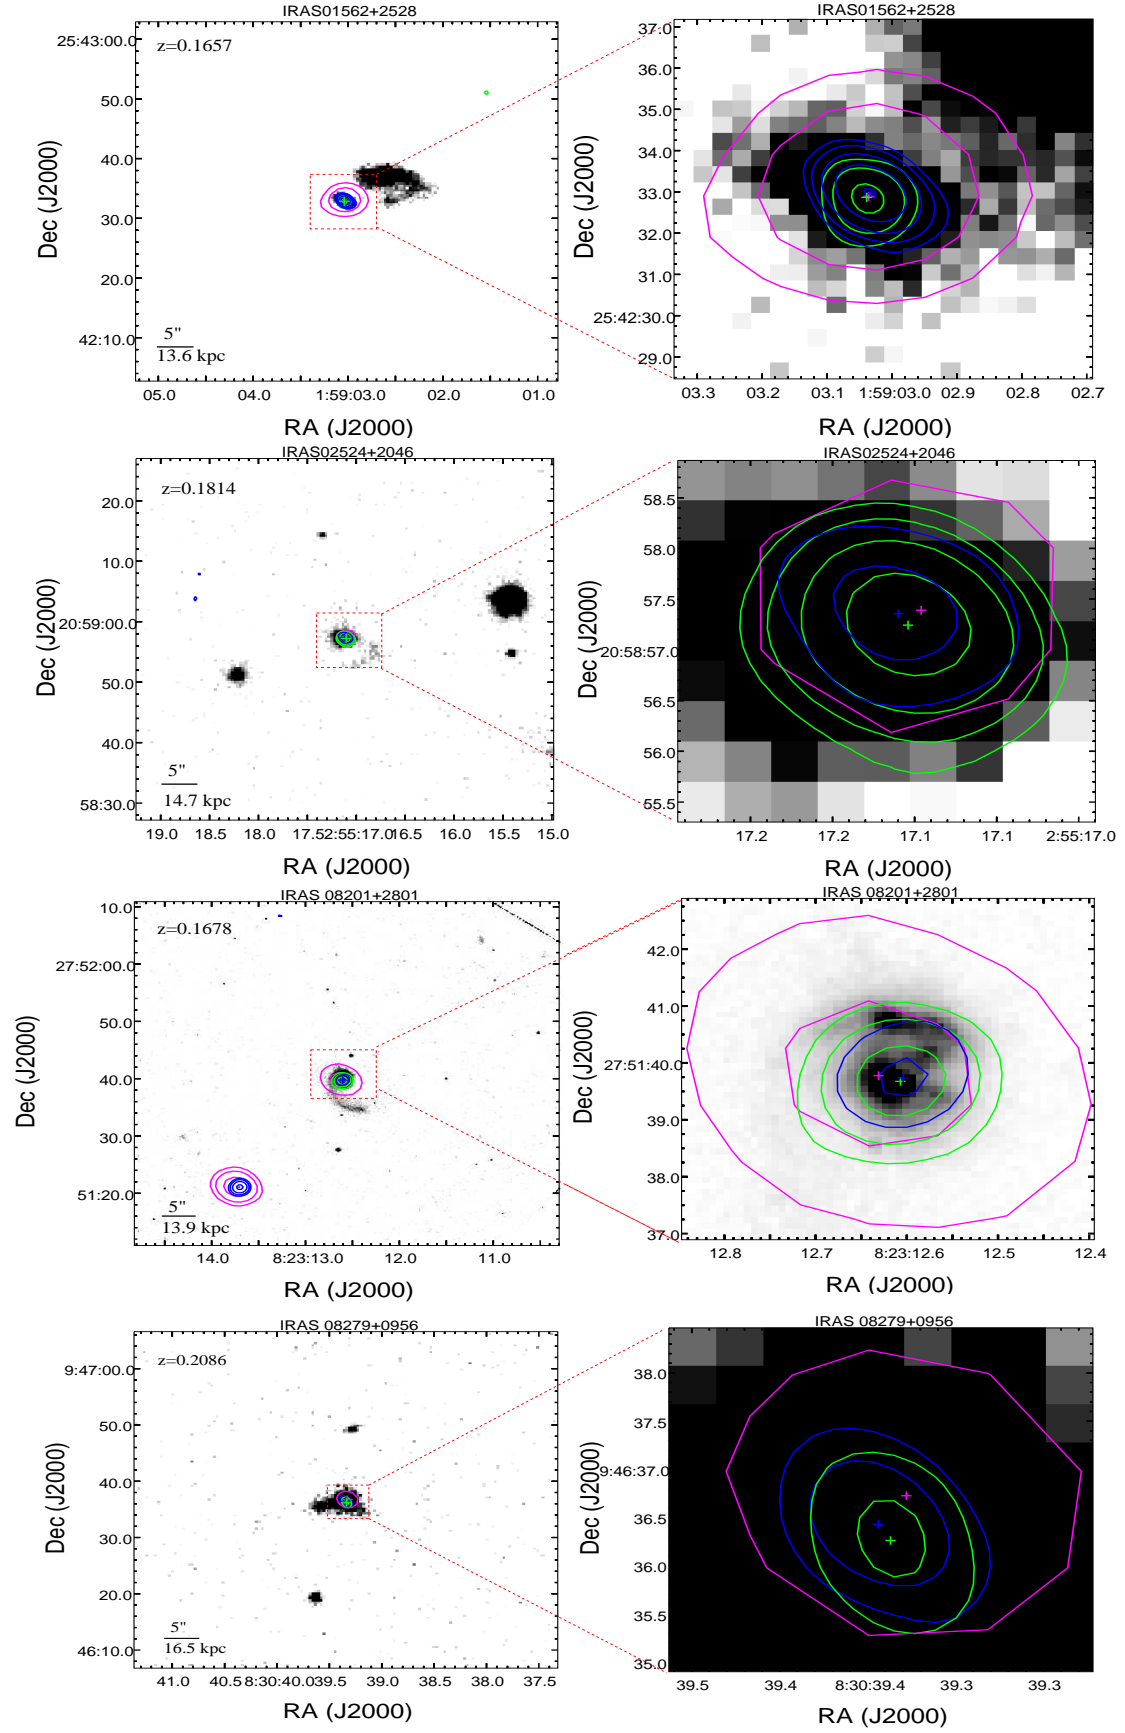 IRAS01562+2528
z=0.1657
25:43:00.0
50.0
40.0
30.0
20.0
42:10.0
Dec (J2000)
5"
13.6 kpc
05.0 04.0 1:59:03.0 02.0 01.0
RA (J2000)
IRAS01562+2528
37.0
36.0
35.0
34.0
33.0
32.0
31.0
25:42:30.0
29.0
Dec (J2000)
03.3 03.2 03.1 1:59:03.0 02.9 02.8 02.7
RA (J2000)
IRAS02524+2046
z=0.1814
20.0
10.0
20:59:00.0
50.0
40.0
58:30.0
Dec (J2000)
5"
14.7 kpc
19.0 18.5 18.0 17.52:55:17.016.5 16.0 15.5 15.0
RA (J2000)
IRAS02524+2046
58.5
58.0
57.5
20:58:57.0
56.5
56.0
55.5
Dec (J2000)
17.2 17.2 17.1 17.1 2:55:17.0
RA (J2000)
IRAS 08201+2801
z=0.1678
10.0
27:52:00.0
50.0
40.0
30.0
51:20.0
Dec (J2000)
5"
13.9 kpc
14.0 8:23:13.0 12.0 11.0
RA (J2000)
IRAS 08201+2801
42.0
41.0
27:51:40.0
39.0
38.0
37.0
Dec (J2000)
12.8 12.7 8:23:12.6 12.5 12.4
RA (J2000)
IRAS 08279+0956
z=0.2086
9:47:00.0
50.0
40.0
30.0
20.0
46:10.0
Dec (J2000)
5"
16.5 kpc
41.0 40.5 8:30:40.039.5 39.0 38.5 38.0 37.5
RA (J2000)
IRAS 08279+0956
38.0
37.5
9:46:37.0
36.5
36.0
35.5
35.0
Dec (J2000)
39.5 39.4 8:30:39.4 39.3 39.3
RA (J2000)